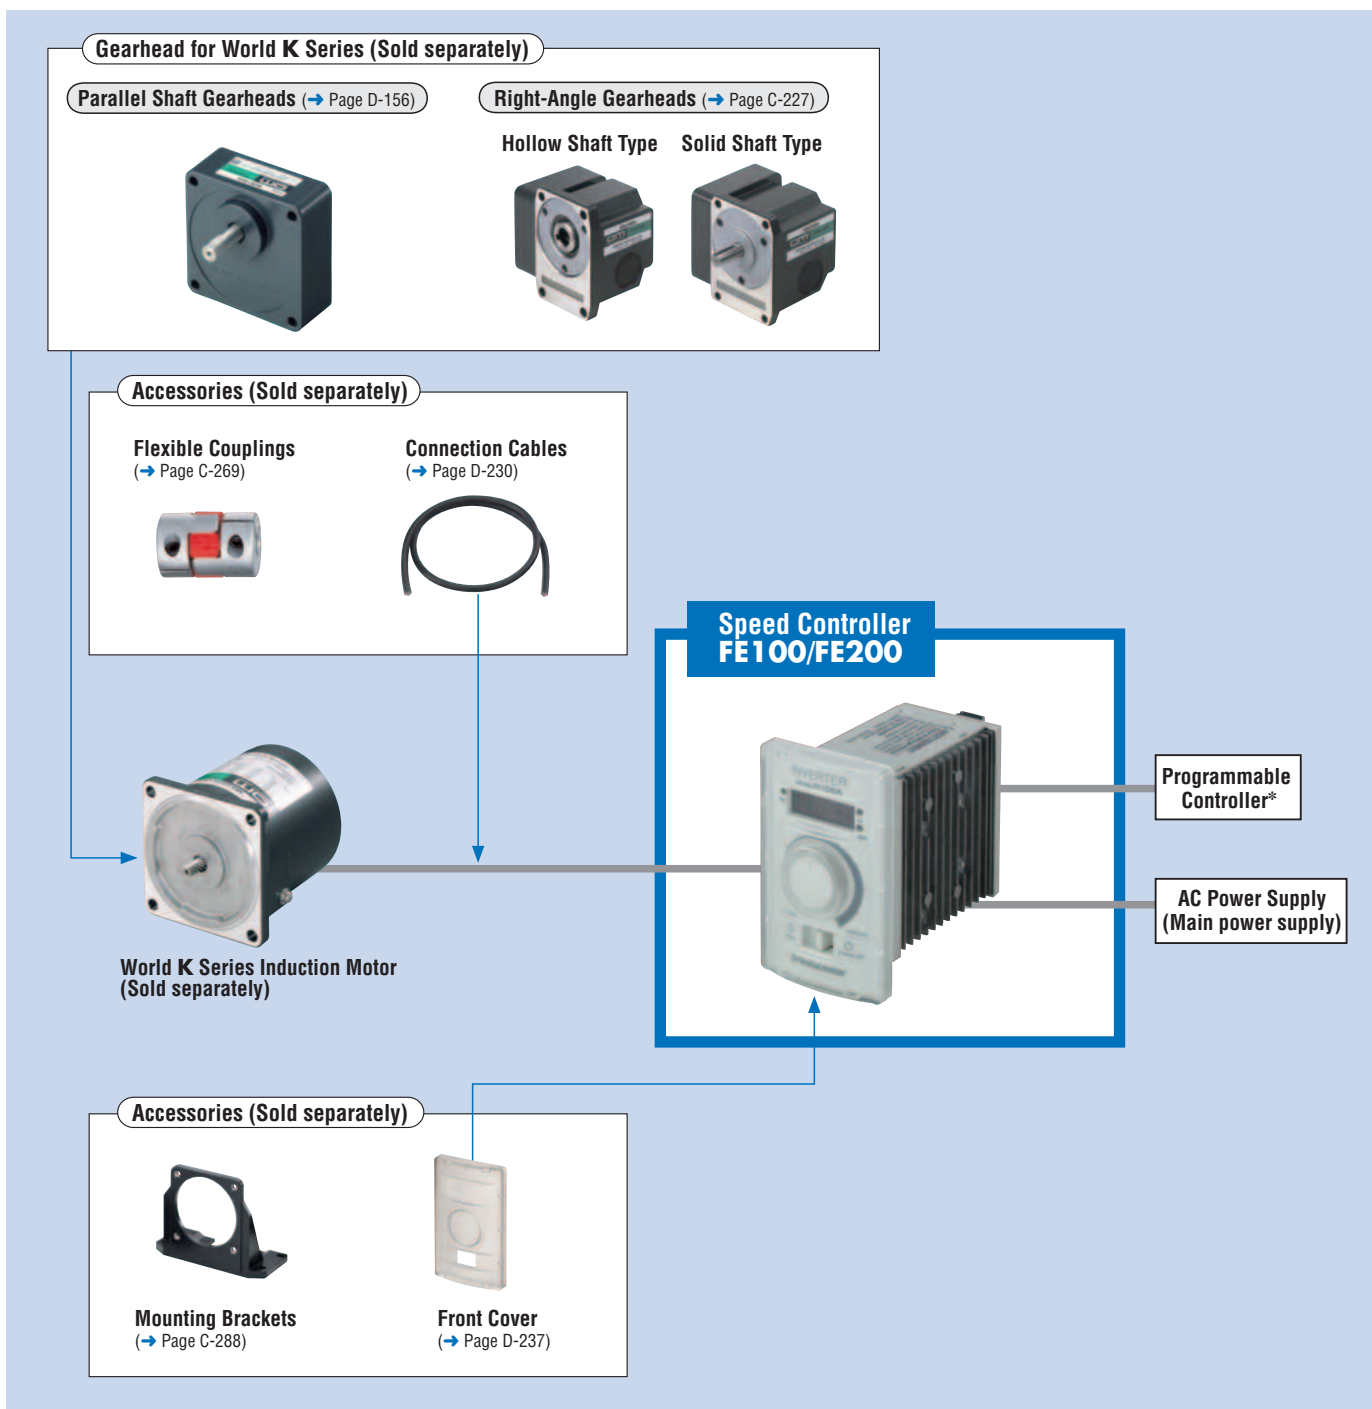 Gearhead for World K Series (Sold separately)
Parallel Shaft Gearheads (➜ Page D-156)
Right-Angle Gearheads (➜ Page C-227)
Hollow Shaft Type
Solid Shaft Type
Accessories (Sold separately)
Flexible Couplings
(➜ Page C-269)
Connection Cables
(➜ Page D-230)
Speed Controller
FE100/FE200
INVERTER
Programmable
Controller*
AC Power Supply
(Main power supply)
World K Series Induction Motor
(Sold separately)
Accessories (Sold separately)
Mounting Brackets
(➜ Page C-288)
Front Cover
(➜ Page D-237)